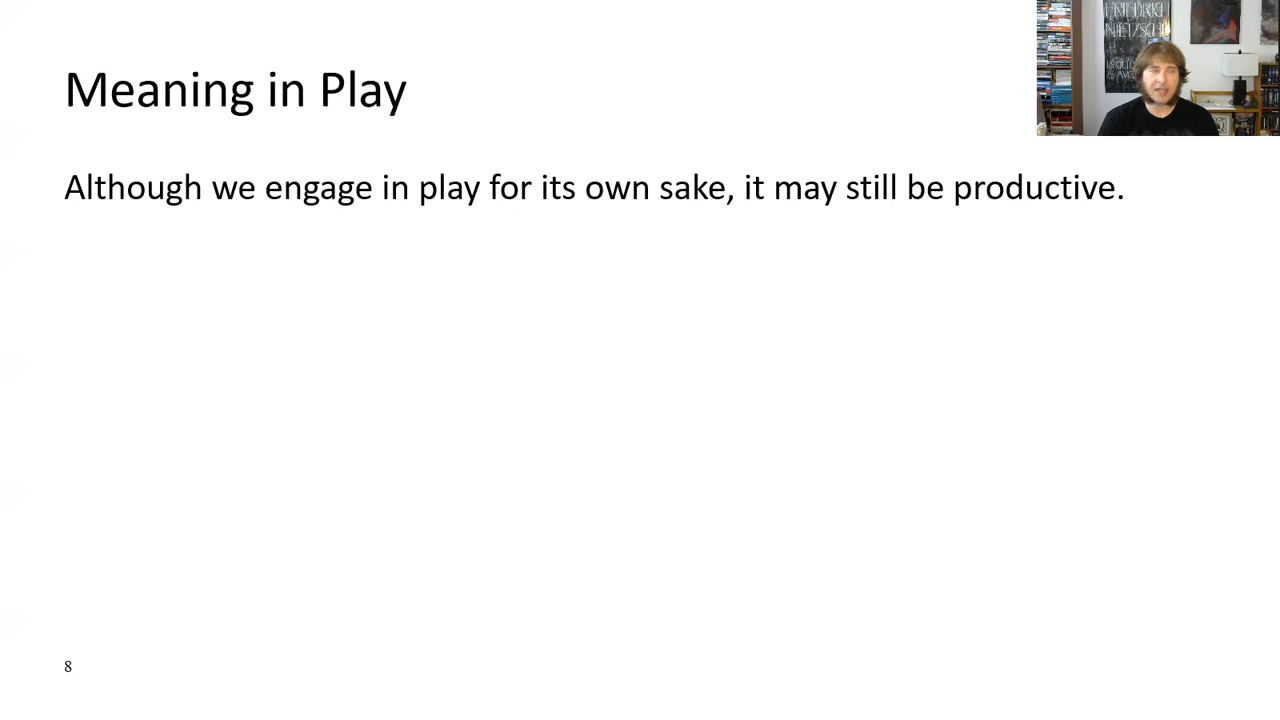 Meaning in Play
Although we engage in play for its own sake, it may still be productive.
FRIEDRICH
NIETZSCHE
8